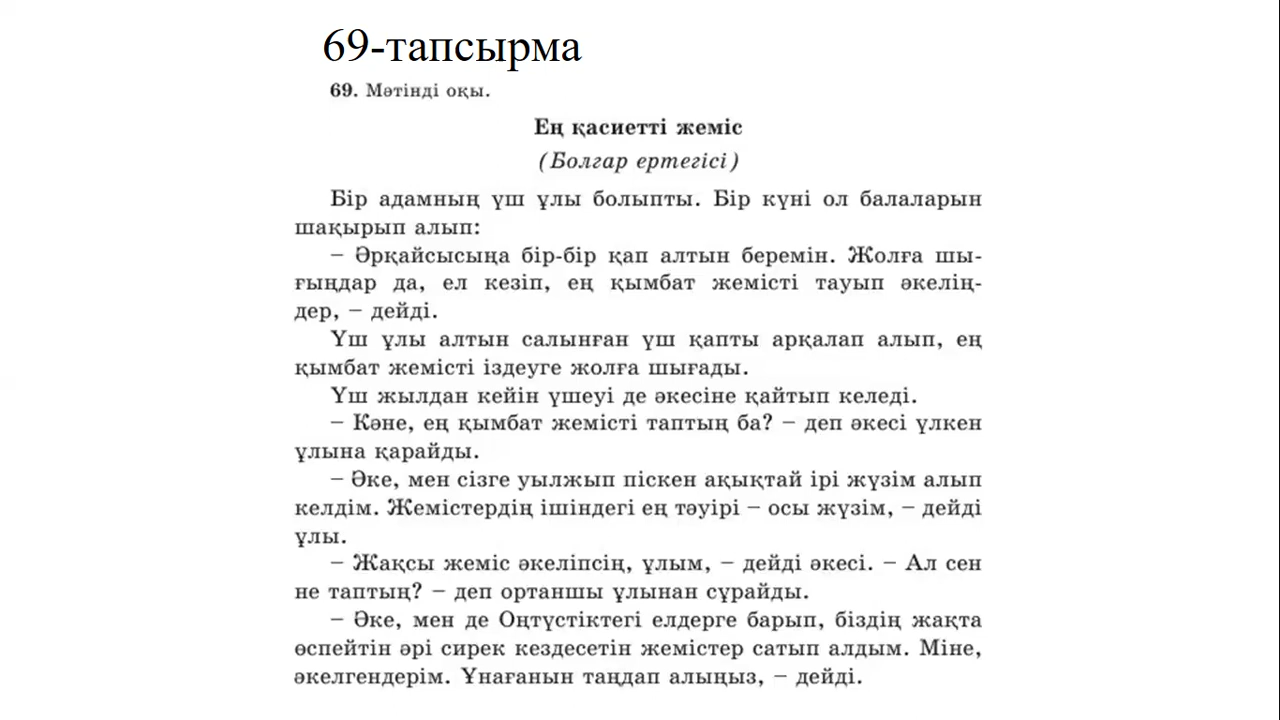 69-тапсырма
69. Мәтінді оқы.
Ең қасиетті жеміс
(Болгар ертегісі)
Бір адамның үш ұлы болыпты. Бір күні ол балаларын
шақырып алып:
– Әрқайсысыңа бір-бір қап алтын беремін. Жолға шы-
ғыңдар да, ел кезіп, ең қымбат жемісті тауып әкелің-
дер, – дейді.
Үш ұлы алтын салынған үш қапты арқалап алып, ең
қымбат жемісті іздеуге жолға шығады.
Үш жылдан кейін үшеуі де әкесіне қайтып келеді.
– Кәне, ең қымбат жемісті таптың ба? – деп әкесі үлкен
ұлына қарайды.
– Әке, мен сізге уылжып піскен ақықтай ірі жүзім алып
келдім. Жемістердің ішіндегі ең тәуірі – осы жүзім, – дейді
ұлы.
– Жақсы жеміс әкеліпсің, ұлым, – дейді әкесі. – Ал сен
не таптың? – деп ортаншы ұлынан сұрайды.
– Әке, мен де Оңтүстіктегі елдерге барып, біздің жақта
өспейтін әрі сирек кездесетін жемістер сатып алдым. Міне,
әкелгендерім. Ұнағанын таңдап алыңыз, – дейді.